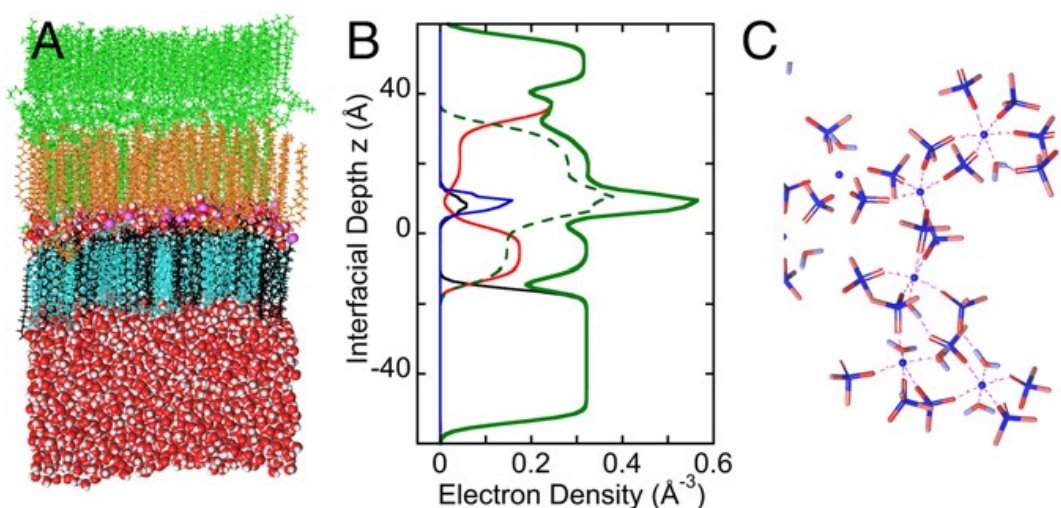 A
B
C
Interfacial Depth z (Å)
40
0
-40
0
0.2
0.4
0.6
Electron Density (Å⁻³)